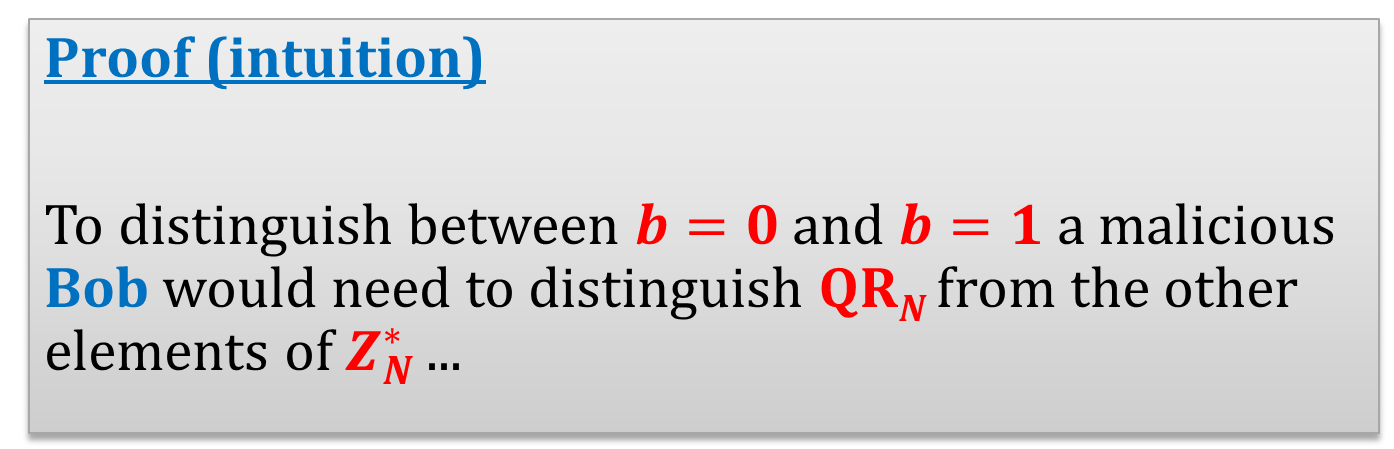 Proof (intuition)
To distinguish between b = 0 and b = 1 a malicious
Bob would need to distinguish QR_N from the other
elements of Z_N^* ...